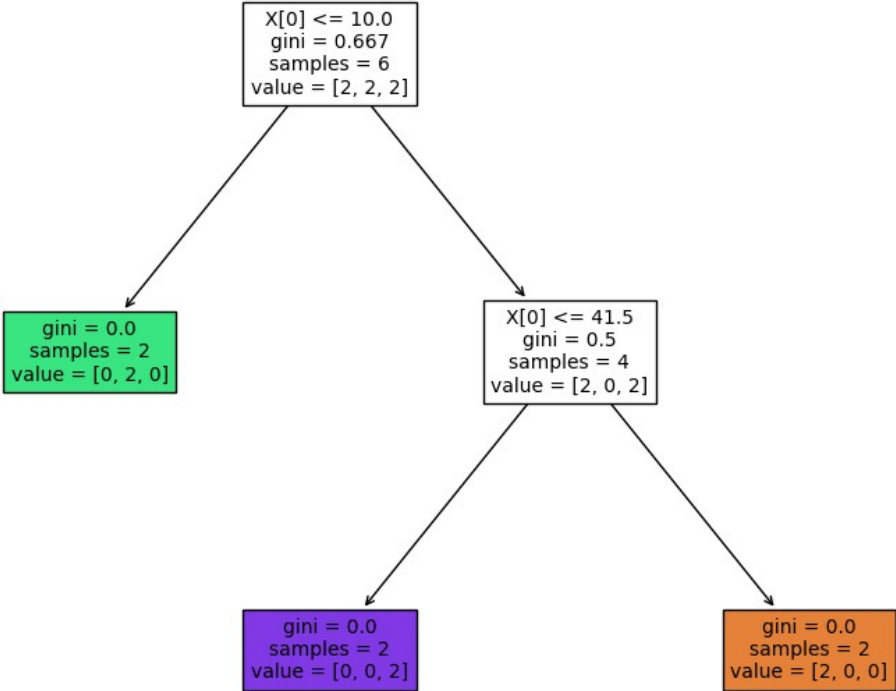 X[0] <= 10.0
gini = 0.667
samples = 6
value = [2, 2, 2]
gini = 0.0
samples = 2
value = [0, 2, 0]
X[0] <= 41.5
gini = 0.5
samples = 4
value = [2, 0, 2]
gini = 0.0
samples = 2
value = [0, 0, 2]
gini = 0.0
samples = 2
value = [2, 0, 0]